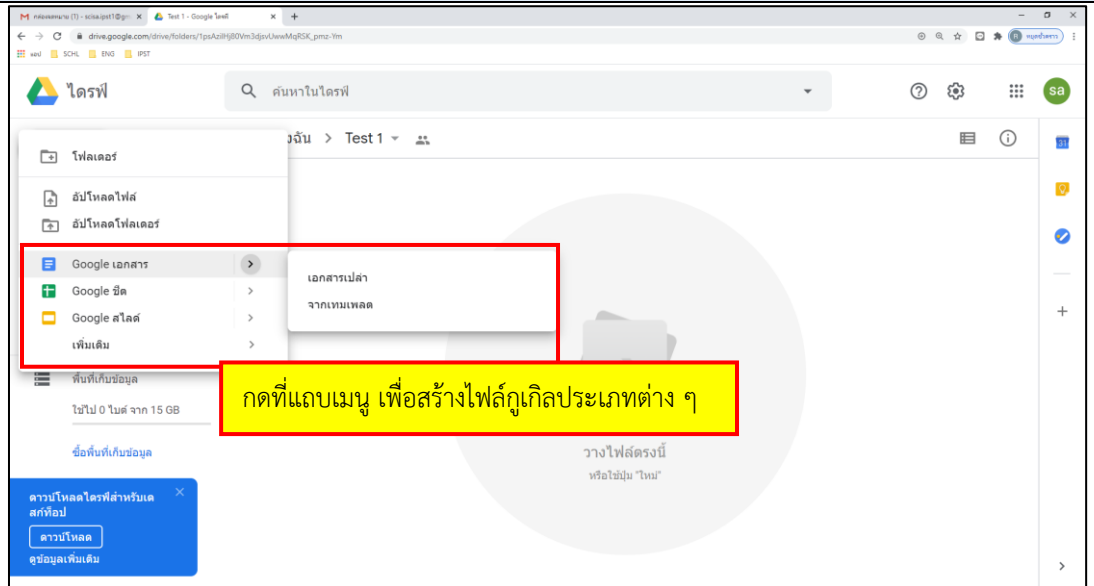 Test 1 - Google ไดรฟ์
drive.google.com/drive/folders/1psAzilHj80Vm3djsvUwwMqRSK_pmz-Ym
แอป SCHL ENG IPST
ไดรฟ์
ค้นหาในไดรฟ์
sa
Test 1
31
โฟลเดอร์
อัปโหลดไฟล์
อัปโหลดโฟลเดอร์
Google เอกสาร
เอกสารเปล่า
Google ชีต
จากเทมเพลต
Google สไลด์
เพิ่มเติม
พื้นที่เก็บข้อมูล
กดที่แถบเมนู เพื่อสร้างไฟล์กูเกิลประเภทต่าง ๆ
ใช้ไป 0 ไบต์ จาก 15 GB
ซื้อพื้นที่เก็บข้อมูล
วางไฟล์ตรงนี้
หรือใช้ปุ่ม "ใหม่"
ดาวน์โหลดไดรฟ์สำหรับเด
สก์ท็อป
ดาวน์โหลด
ดูข้อมูลเพิ่มเติม